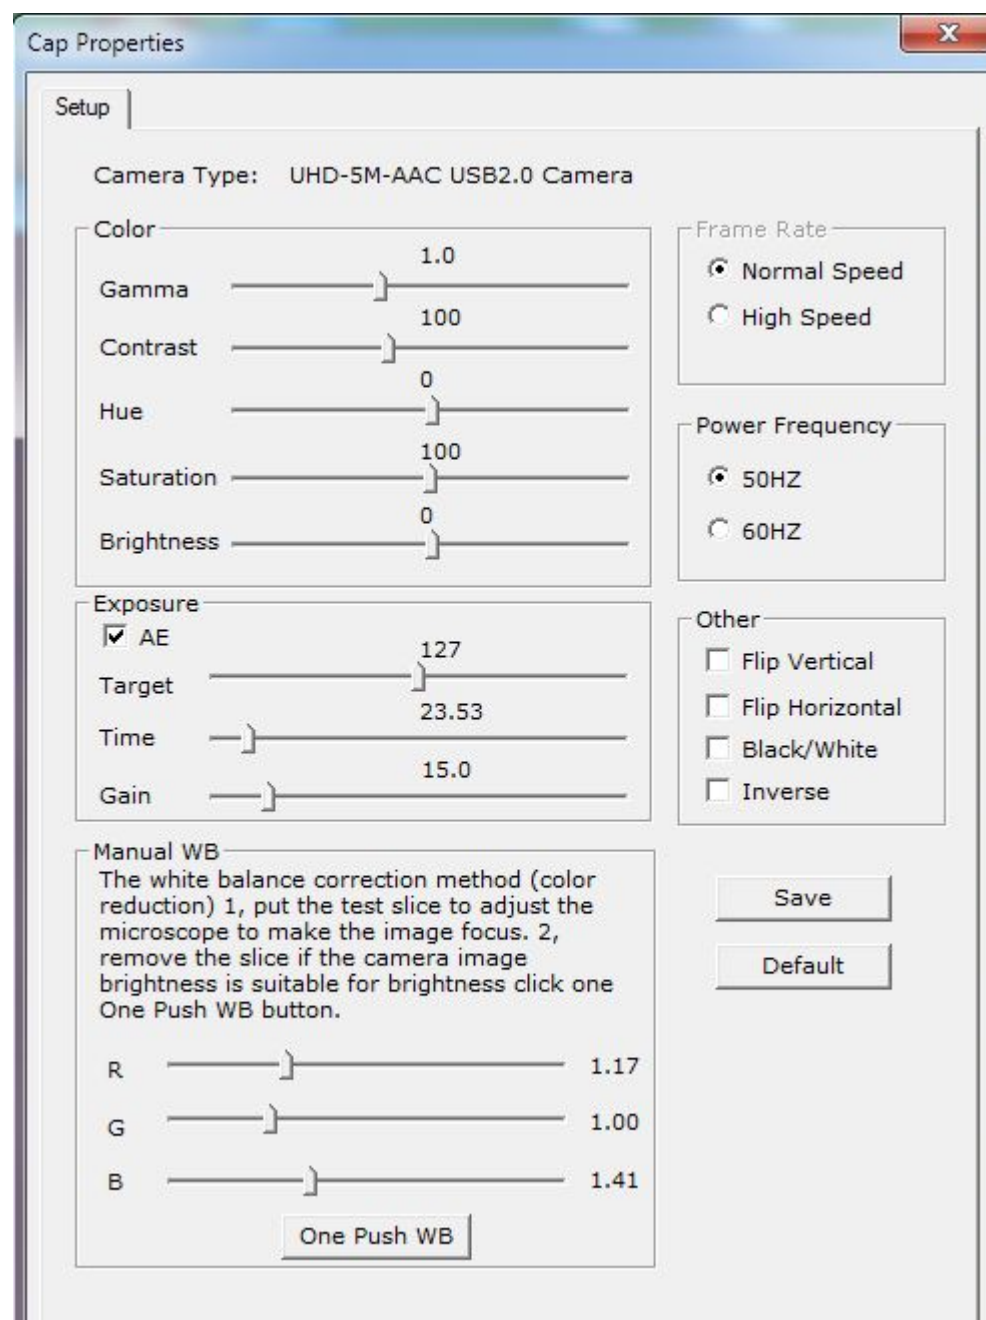 Cap Properties
Setup
Camera Type: UHD-5M-AAC USB2.0 Camera
Color
1.0
Gamma
100
Contrast
0
Hue
100
Saturation
0
Brightness
Frame Rate
Normal Speed
High Speed
Power Frequency
50HZ
60HZ
Exposure
AE
127
Target
23.53
Time
15.0
Gain
Other
Flip Vertical
Flip Horizontal
Black/White
Inverse
Manual WB
The white balance correction method (color
reduction) 1, put the test slice to adjust the
microscope to make the image focus. 2,
remove the slice if the camera image
brightness is suitable for brightness click one
One Push WB button.
R 1.17
G 1.00
B 1.41
One Push WB
Save
Default